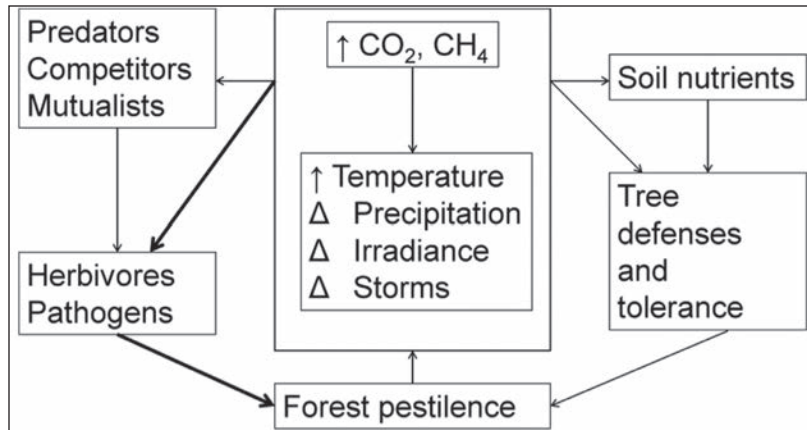 Predators
Competitors
Mutualists
↑ CO₂, CH₄
Soil nutrients
↑ Temperature
Δ Precipitation
Δ Irradiance
Δ Storms
Tree
defenses
and
tolerance
Herbivores
Pathogens
Forest pestilence